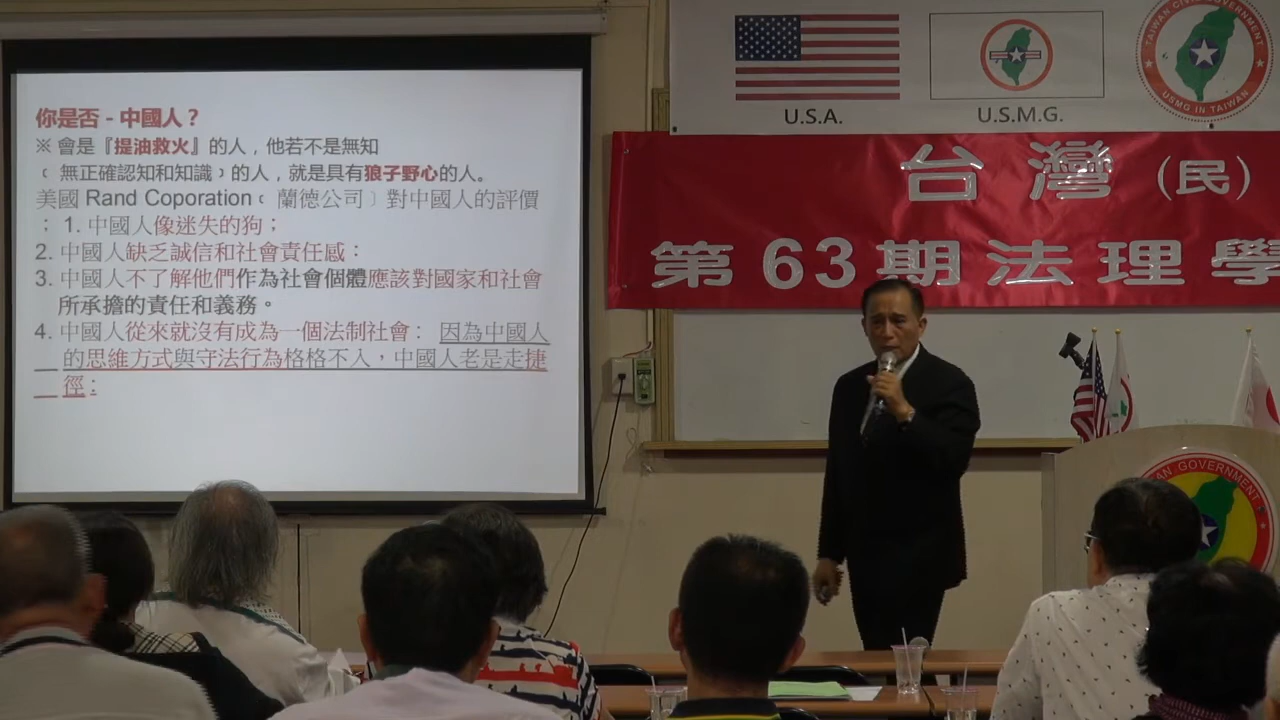 你是否-中國人？
※ 會是『提油救火』的人，他若不是無知
﹝ 無正確認知和知識﹞的人，就是具有狼子野心的人。
美國 Rand Coporation﹝ 蘭德公司﹞對中國人的評價
：1. 中國人像迷失的狗；
2. 中國人缺乏誠信和社會責任感：
3. 中國人不了解他們作為社會個體應該對國家和社會
所承擔的責任和義務。
4. 中國人從來就沒有成為一個法制社會： 因為中國人
的思維方式與守法行為格格不入，中國人老是走捷
徑：
U.S.A.
U.S.M.G.
TAIWAN CIVIL GOVERNMENT
USMG IN TAIWAN
台灣(民)
第63期法理學
GOVERNMENT